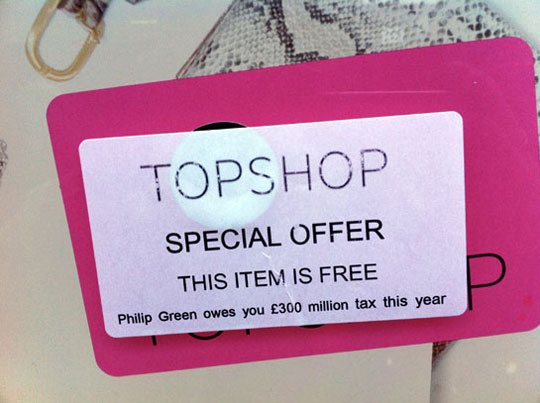 TOPSHOP
SPECIAL OFFER
THIS ITEM IS FREE
Philip Green owes you £300 million tax this year
P